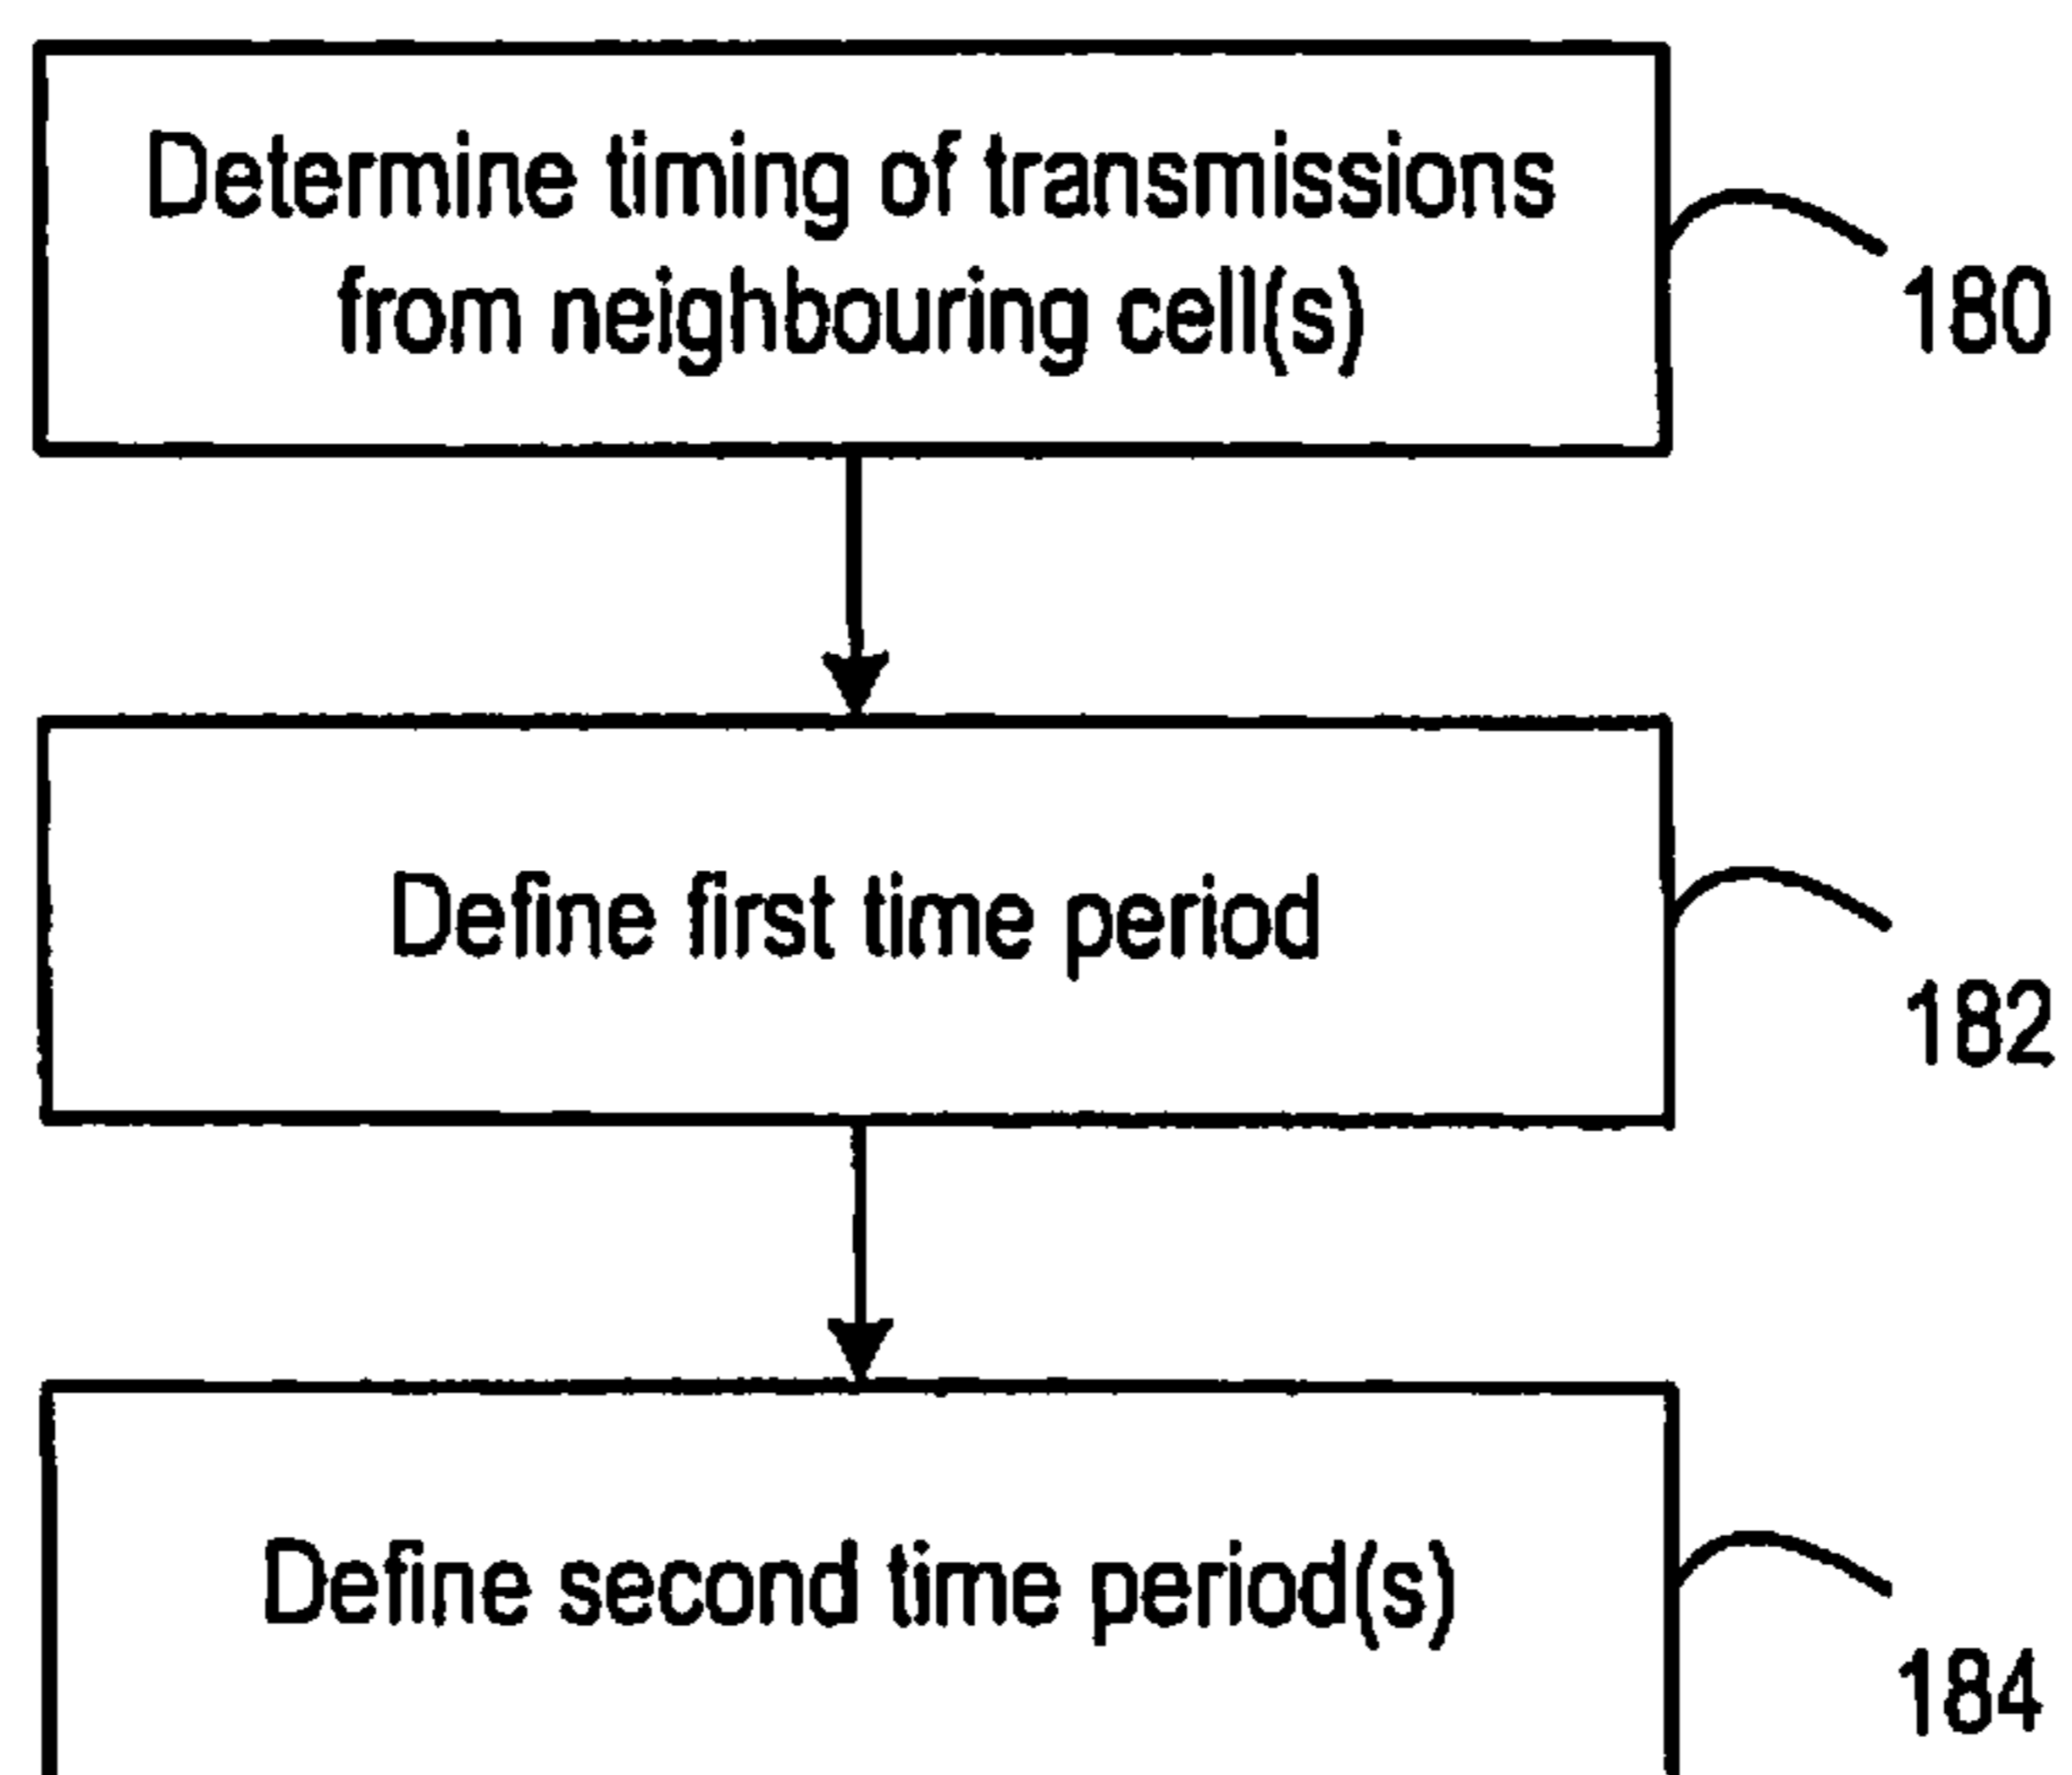 Determine timing of transmissions
from neighbouring cell(s)
180
Define first time period
182
Define second time period(s)
184